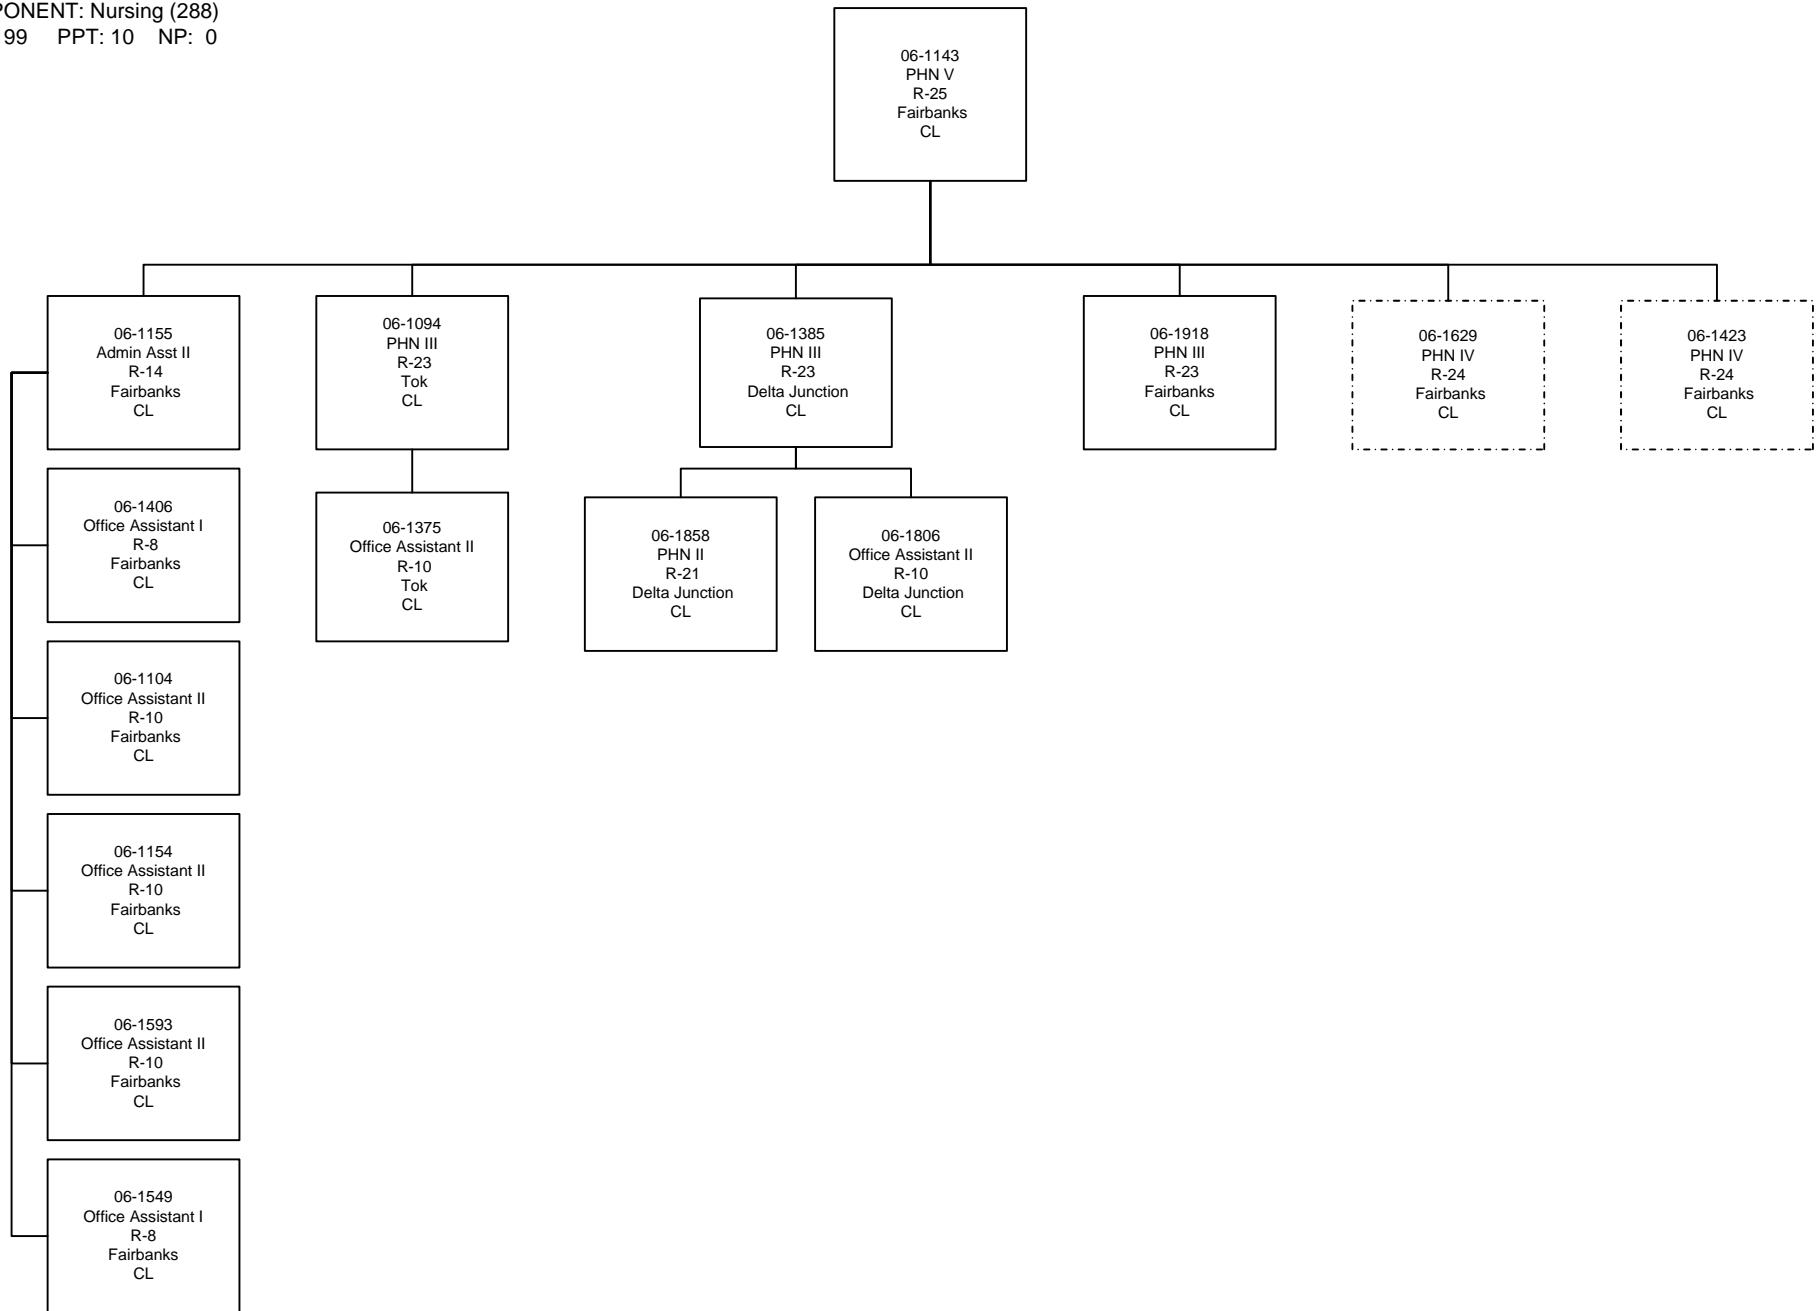 PONENT: Nursing (288)
99 PPT: 10 NP: 0
06-1143
PHN V
R-25
Fairbanks
CL
06-1155
Admin Asst II
R-14
Fairbanks
CL
06-1094
PHN III
R-23
Tok
CL
06-1385
PHN III
R-23
Delta Junction
CL
06-1918
PHN III
R-23
Fairbanks
CL
06-1629
PHN IV
R-24
Fairbanks
CL
06-1423
PHN IV
R-24
Fairbanks
CL
06-1406
Office Assistant I
R-8
Fairbanks
CL
06-1375
Office Assistant II
R-10
Tok
CL
06-1858
PHN II
R-21
Delta Junction
CL
06-1806
Office Assistant II
R-10
Delta Junction
CL
06-1104
Office Assistant II
R-10
Fairbanks
CL
06-1154
Office Assistant II
R-10
Fairbanks
CL
06-1593
Office Assistant II
R-10
Fairbanks
CL
06-1549
Office Assistant I
R-8
Fairbanks
CL